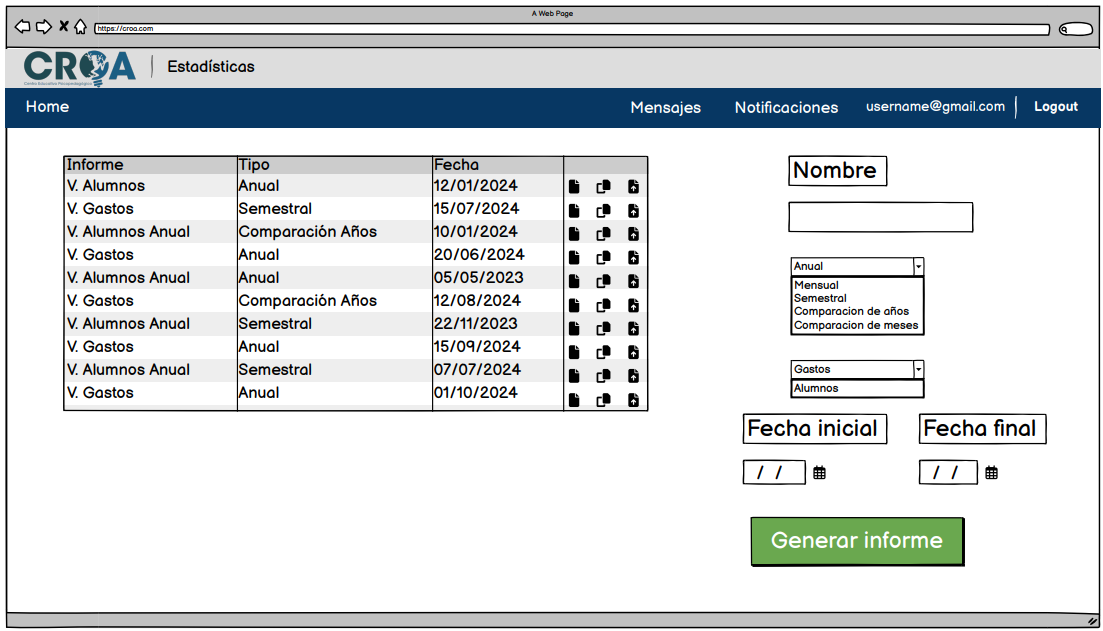 A Web Page
https://croa.com
CROA
Centro Educativo Psicopedagógico
Estadísticas
Home
Mensajes
Notificaciones
username@gmail.com
Logout
Informe Tipo Fecha
V. Alumnos Anual 12/01/2024
V. Gastos Semestral 15/07/2024
V. Alumnos Anual Comparación Años 10/01/2024
V. Gastos Anual 20/06/2024
V. Alumnos Anual Anual 05/05/2023
V. Gastos Comparación Años 12/08/2024
V. Alumnos Anual Semestral 22/11/2023
V. Gastos Anual 15/09/2024
V. Alumnos Anual Semestral 07/07/2024
V. Gastos Anual 01/10/2024
Nombre
Anual
Mensual
Semestral
Comparacion de años
Comparacion de meses
Gastos
Alumnos
Fecha inicial Fecha final
/ / / /
Generar informe